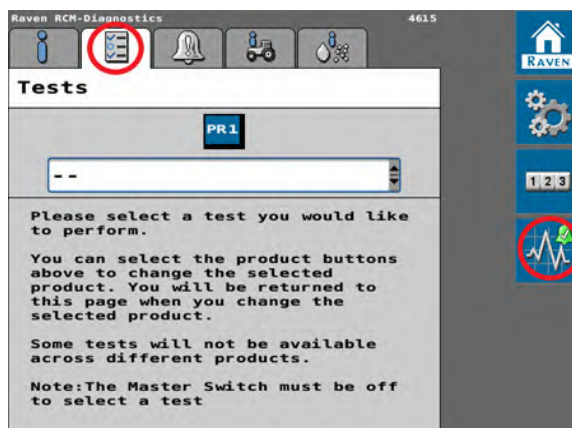 Raven RCM-Diagnostics 4615
Tests
PR1
--
Please select a test you would like
to perform.
You can select the product buttons
above to change the selected
product. You will be returned to
this page when you change the
selected product.
Some tests will not be available
across different products.
Note:The Master Switch must be off
to select a test
RAVEN
1 2 3